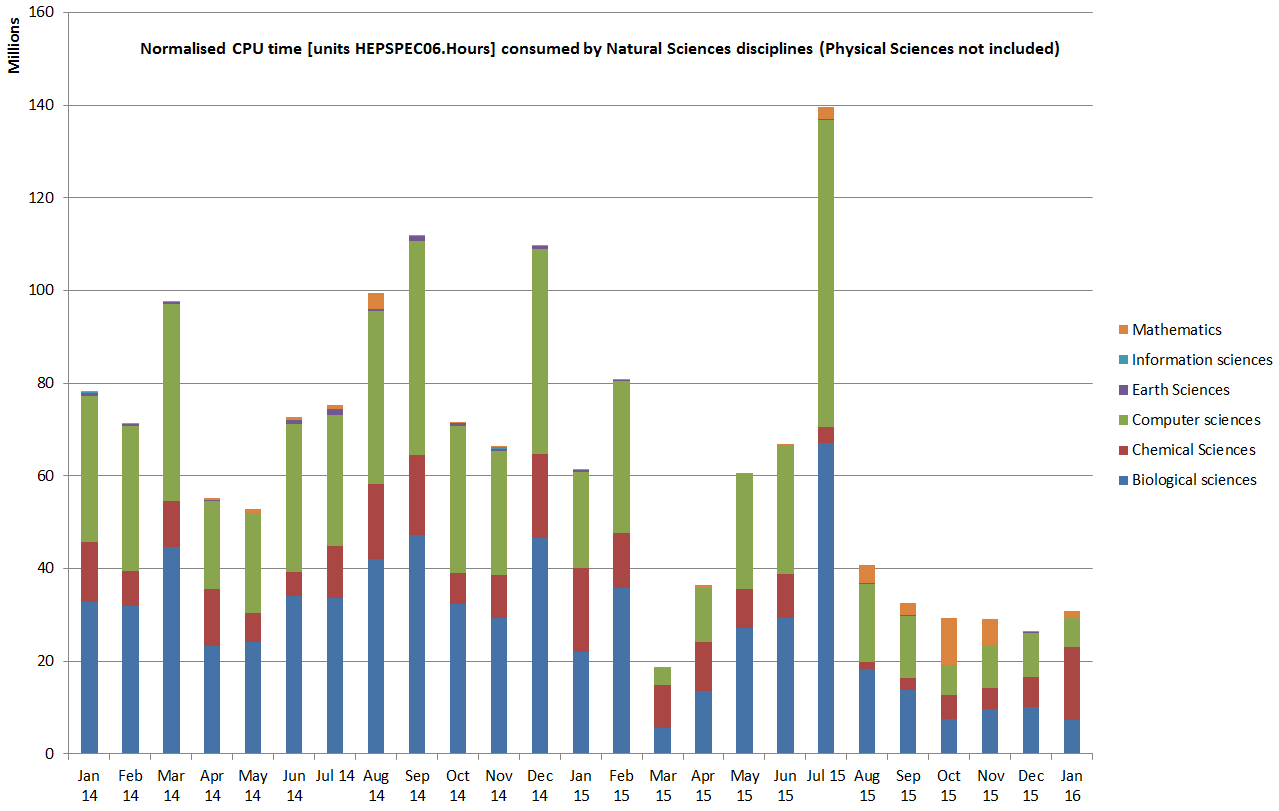 Normalised CPU time [units HEPSPEC06.Hours] consumed by Natural Sciences disciplines (Physical Sciences not included)
Millions
160
140
120
100
80
60
40
20
0
Jan 14
Feb 14
Mar 14
Apr 14
May 14
Jun 14
Jul 14
Aug 14
Sep 14
Oct 14
Nov 14
Dec 14
Jan 15
Feb 15
Mar 15
Apr 15
May 15
Jun 15
Jul 15
Aug 15
Sep 15
Oct 15
Nov 15
Dec 15
Jan 16
Mathematics
Information sciences
Earth Sciences
Computer sciences
Chemical Sciences
Biological sciences